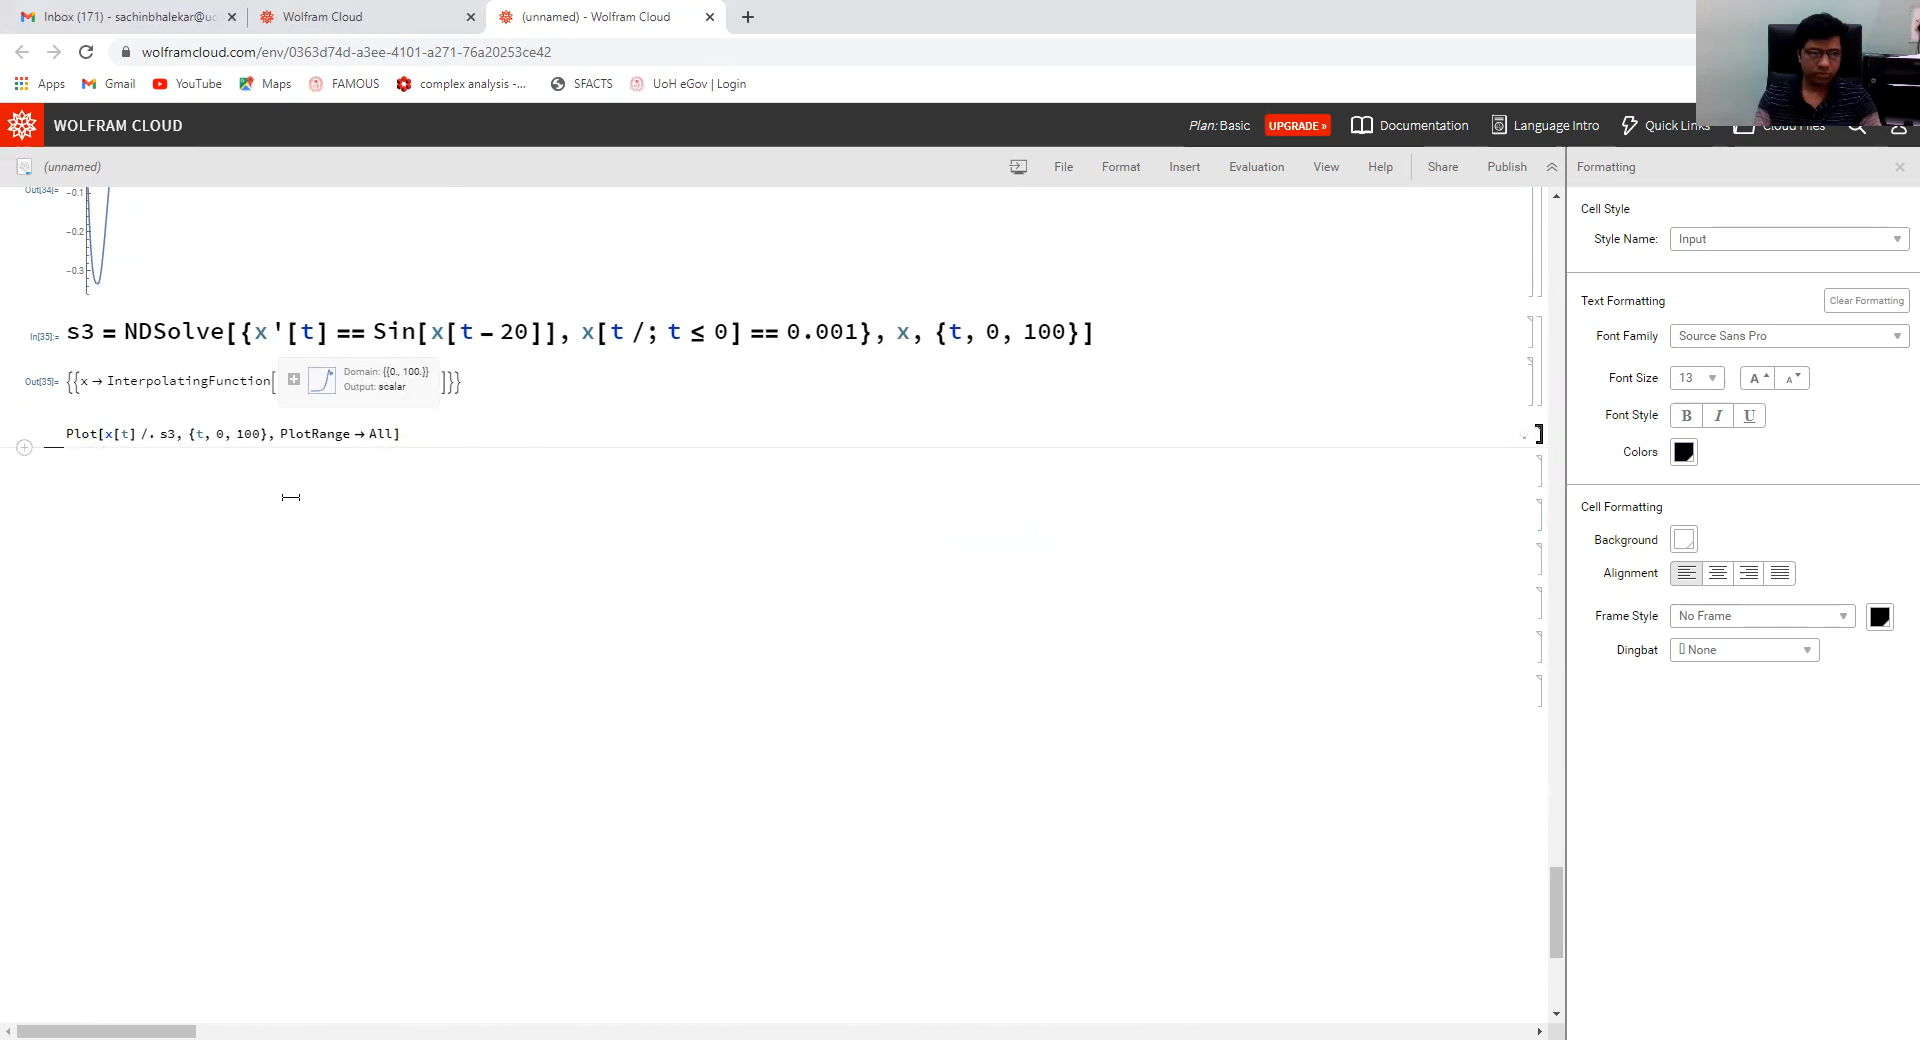 Inbox (171) - sachinbhalekar@u
Wolfram Cloud
(unnamed) - Wolfram Cloud
wolframcloud.com/env/0363d74d-a3ee-4101-a271-76a20253ce42
Apps
Gmail
YouTube
Maps
FAMOUS
complex analysis -...
SFACTS
UoH eGov | Login
WOLFRAM CLOUD
Plan: Basic
UPGRADE »
Documentation
Language Intro
Quick Links
Cloud Files
(unnamed)
File
Format
Insert
Evaluation
View
Help
Share
Publish
Formatting
Out[34]=
-0.1
-0.2
-0.3
In[35]:= s3 = NDSolve[{x '[t] == Sin[x[t – 20]], x[t /; t ≤ 0] == 0.001}, x, {t, 0, 100}]
Out[35]= {{x → InterpolatingFunction[
Domain: {{0., 100.}}
Output: scalar
]}}
Plot[x[t] /. s3, {t, 0, 100}, PlotRange → All]
Cell Style
Style Name:
Input
Text Formatting
Clear Formatting
Font Family
Source Sans Pro
Font Size
13
A A
Font Style
B I U
Colors
Cell Formatting
Background
Alignment
Frame Style
No Frame
Dingbat
None